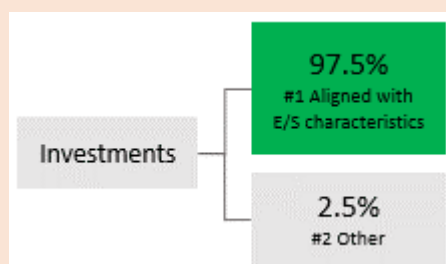 Investments
97.5%
#1 Aligned with
E/S characteristics
2.5%
#2 Other